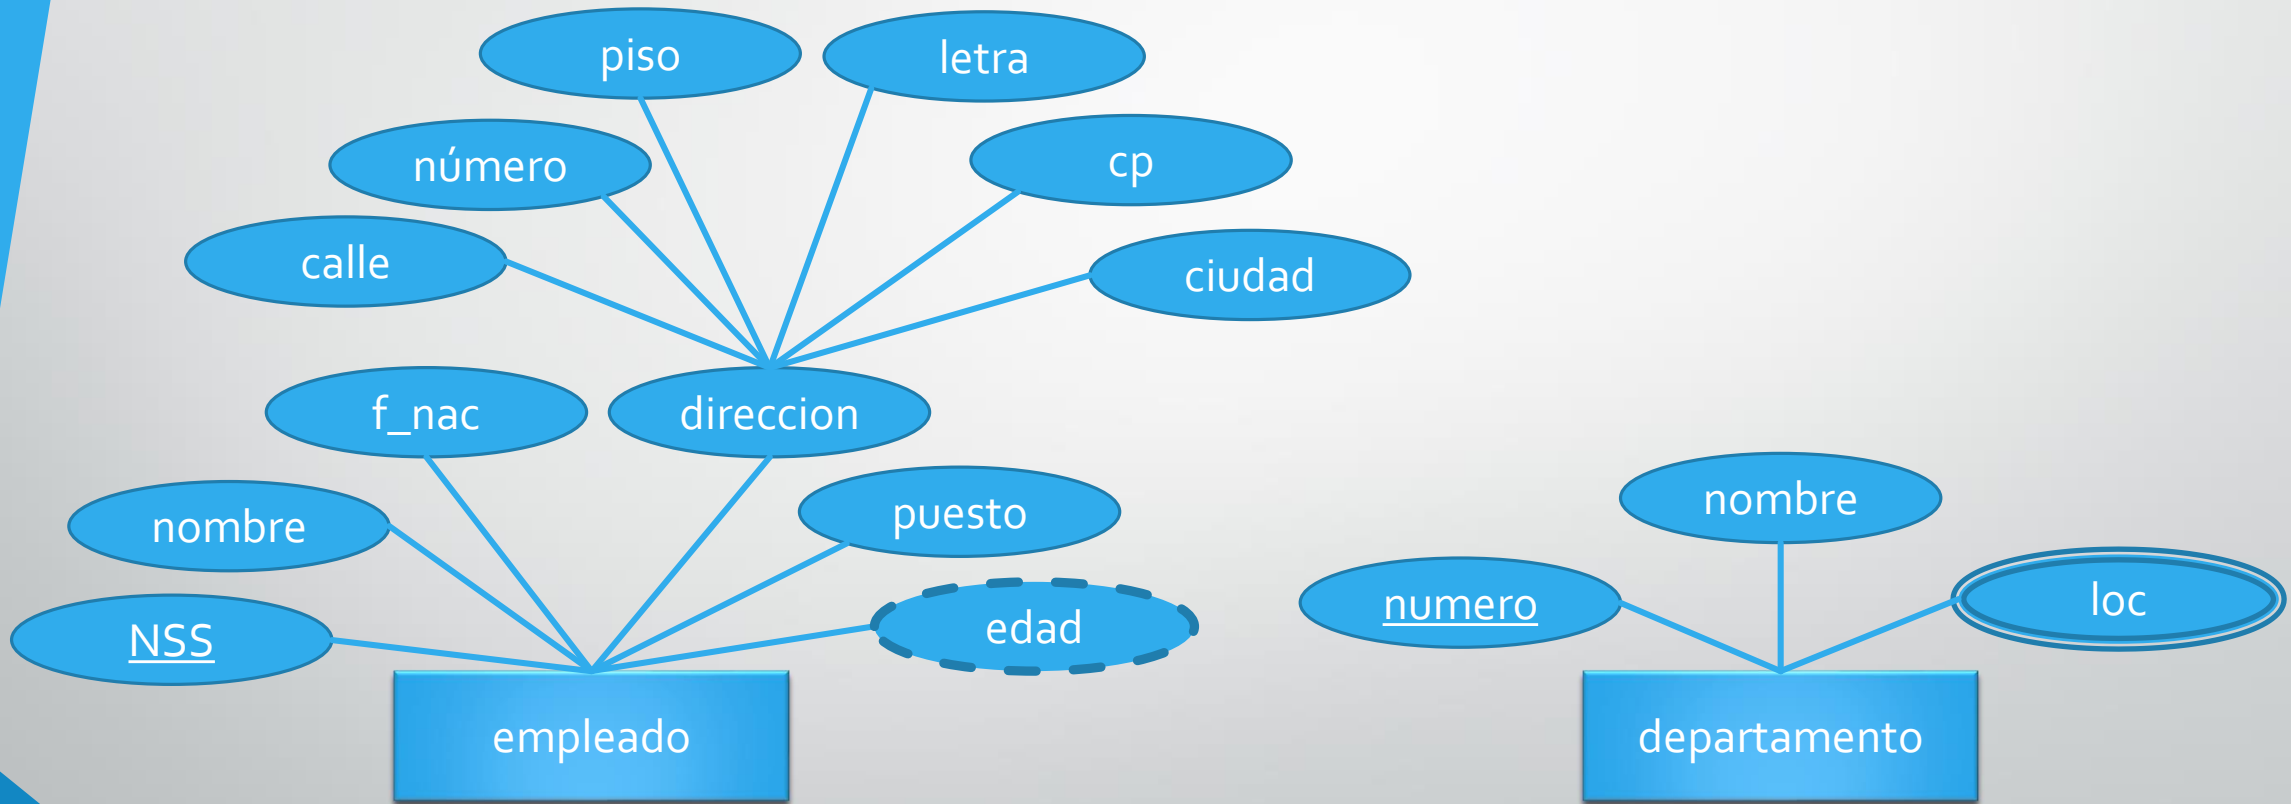 piso
letra
número
cp
calle
ciudad
f_nac
direccion
nombre
puesto
nombre
NSS
edad
numero
loc
empleado
departamento